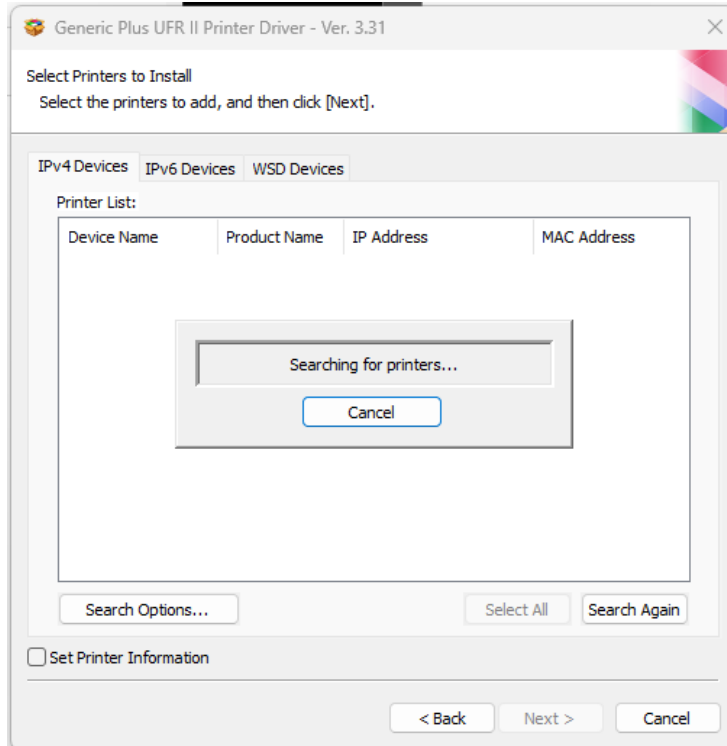 Generic Plus UFR II Printer Driver - Ver. 3.31
Select Printers to Install
Select the printers to add, and then click [Next].
IPv4 Devices IPv6 Devices WSD Devices
Printer List:
Device Name Product Name IP Address MAC Address
Searching for printers...
Cancel
Search Options... Select All Search Again
Set Printer Information
< Back Next > Cancel